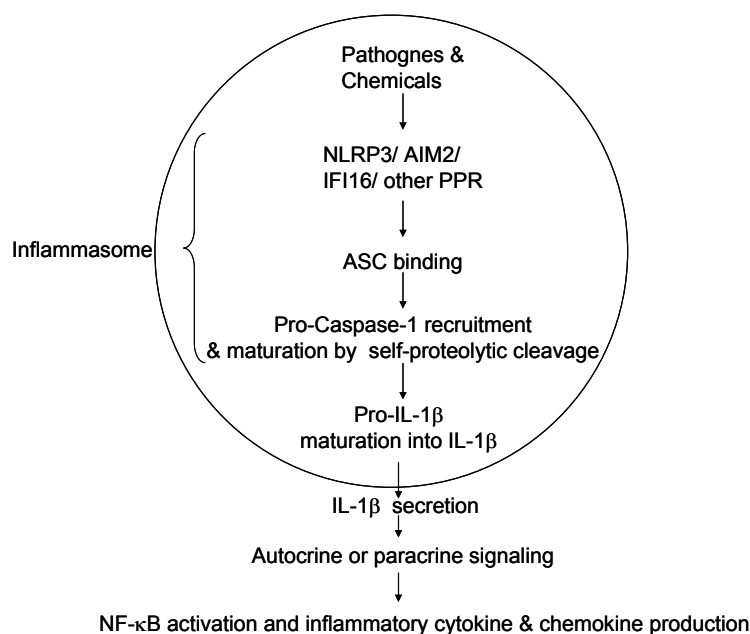 Pathognes &
Chemicals
NLRP3/ AIM2/
IFI16/ other PPR
Inflammasome
ASC binding
Pro-Caspase-1 recruitment
& maturation by self-proteolytic cleavage
Pro-IL-1β
maturation into IL-1β
IL-1β secretion
Autocrine or paracrine signaling
NF-κB activation and inflammatory cytokine & chemokine production